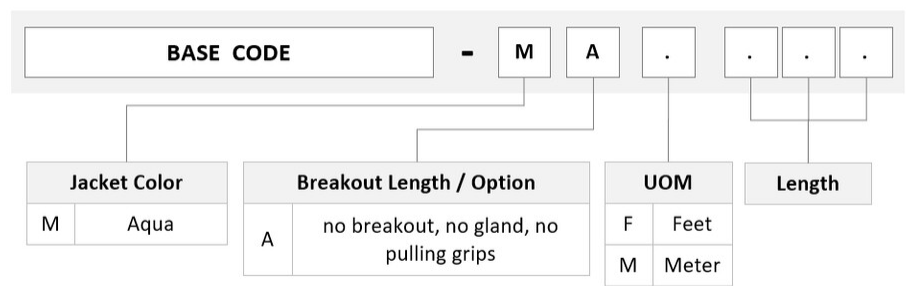 BASE CODE - M A . . . .
Jacket Color
M Aqua
Breakout Length / Option
A no breakout, no gland, no
pulling grips
UOM
F Feet
M Meter
Length